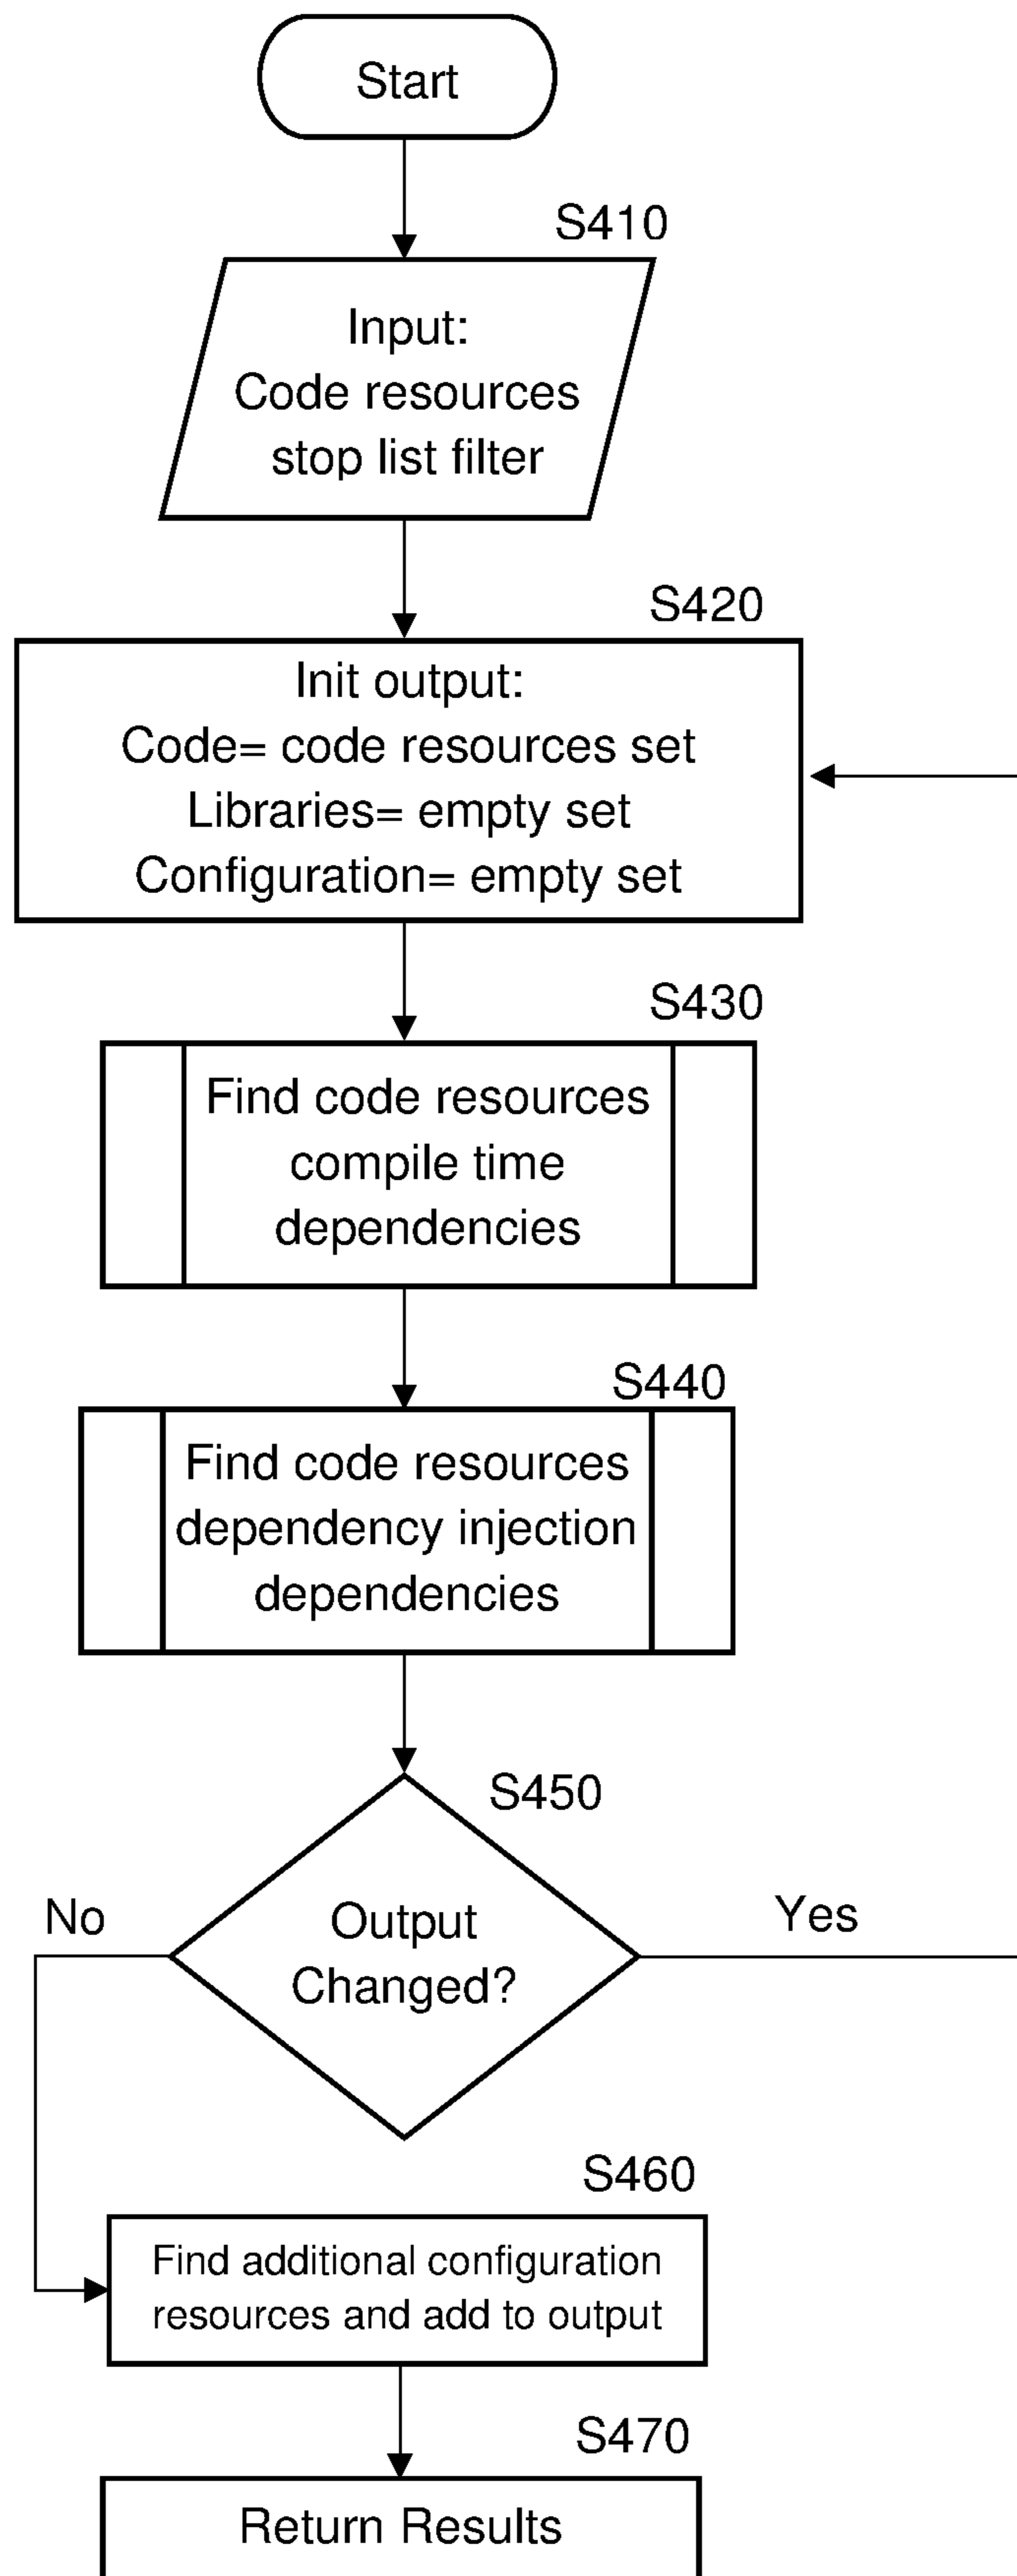 Start
S410
Input:
Code resources
stop list filter
S420
Init output:
Code= code resources set
Libraries= empty set
Configuration= empty set
S430
Find code resources
compile time
dependencies
S440
Find code resources
dependency injection
dependencies
S450
Output
Changed?
No
Yes
S460
Find additional configuration
resources and add to output
S470
Return Results